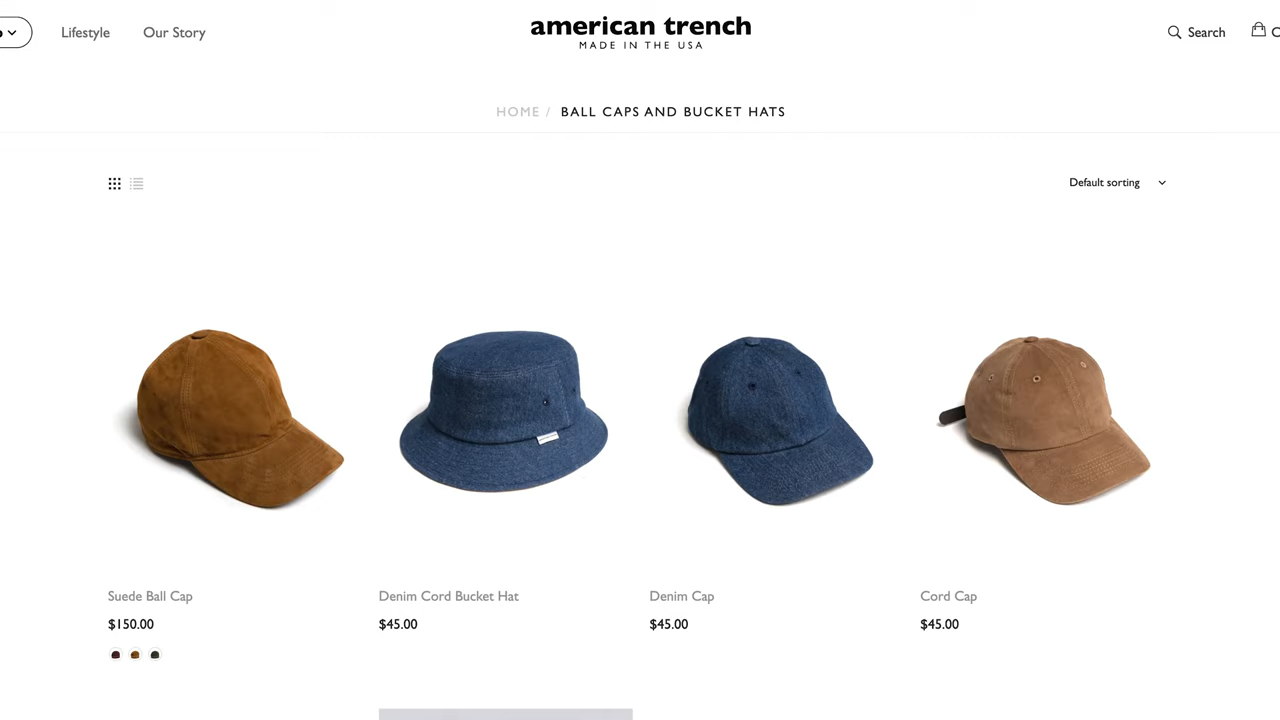 Lifestyle
Our Story
american trench
MADE IN THE USA
Search
HOME / BALL CAPS AND BUCKET HATS
Default sorting
Suede Ball Cap
$150.00
Denim Cord Bucket Hat
$45.00
Denim Cap
$45.00
Cord Cap
$45.00